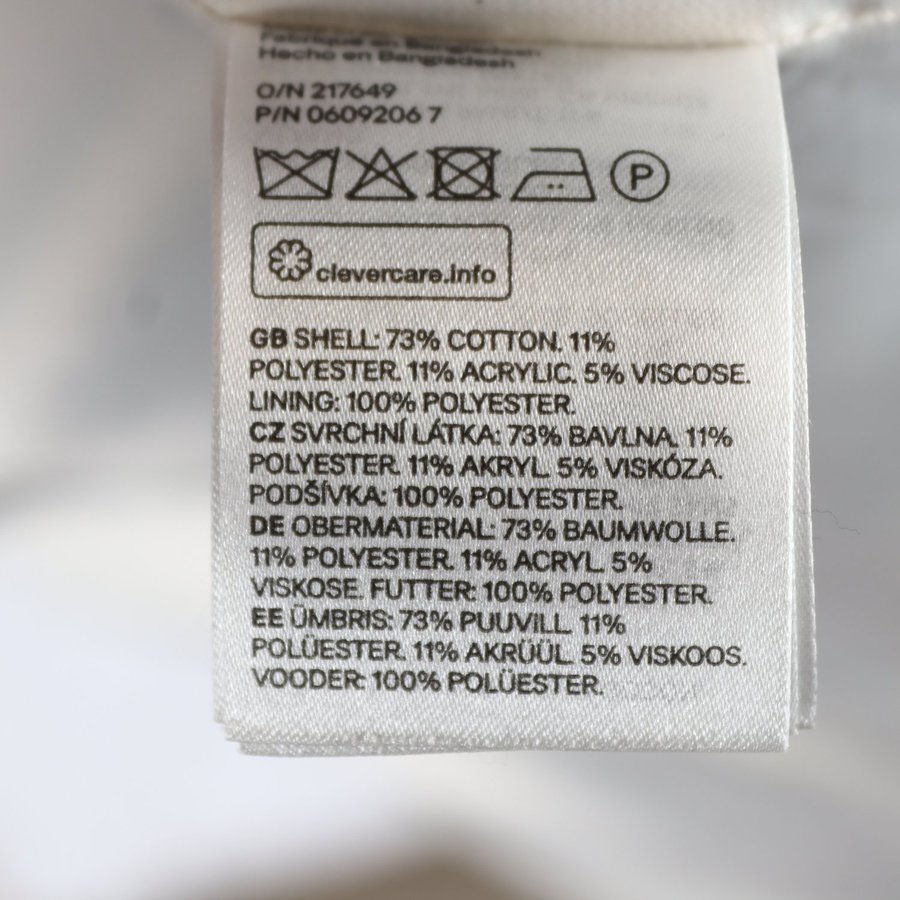 Fabriqué en Bangladesh
Hecho en Bangladesh
O/N 217649
P/N 0609206 7
P
clevercare.info
GB SHELL: 73% COTTON. 11%
POLYESTER. 11% ACRYLIC. 5% VISCOSE.
LINING: 100% POLYESTER.
CZ SVRCHNÍ LÁTKA: 73% BAVLNA. 11%
POLYESTER. 11% AKRYL. 5% VISKÓZA.
PODŠÍVKA: 100% POLYESTER.
DE OBERMATERIAL: 73% BAUMWOLLE.
11% POLYESTER. 11% ACRYL. 5%
VISKOSE. FUTTER: 100% POLYESTER.
EE ÜMBRIS: 73% PUUVILL. 11%
POLÜESTER. 11% AKRÜÜL. 5% VISKOOS.
VOODER: 100% POLÜESTER.